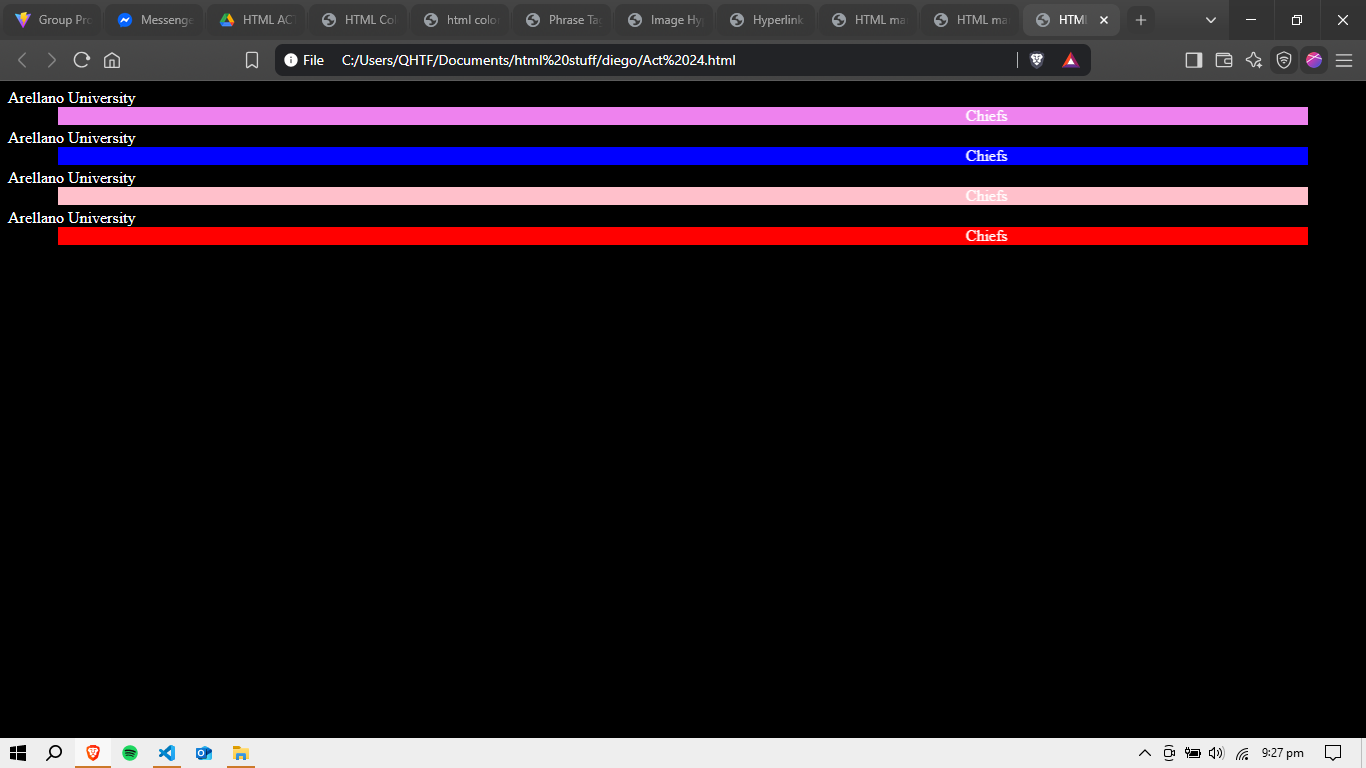 Group Pro
Messenge
HTML ACT
HTML Col
html colo
Phrase Tag
Image Hy
Hyperlink
HTML ma
HTML ma
HTML
File C:/Users/QHTF/Documents/html%20stuff/diego/Act%2024.html
Arellano University
Chiefs
Arellano University
Chiefs
Arellano University
Chiefs
Arellano University
Chiefs
9:27 pm